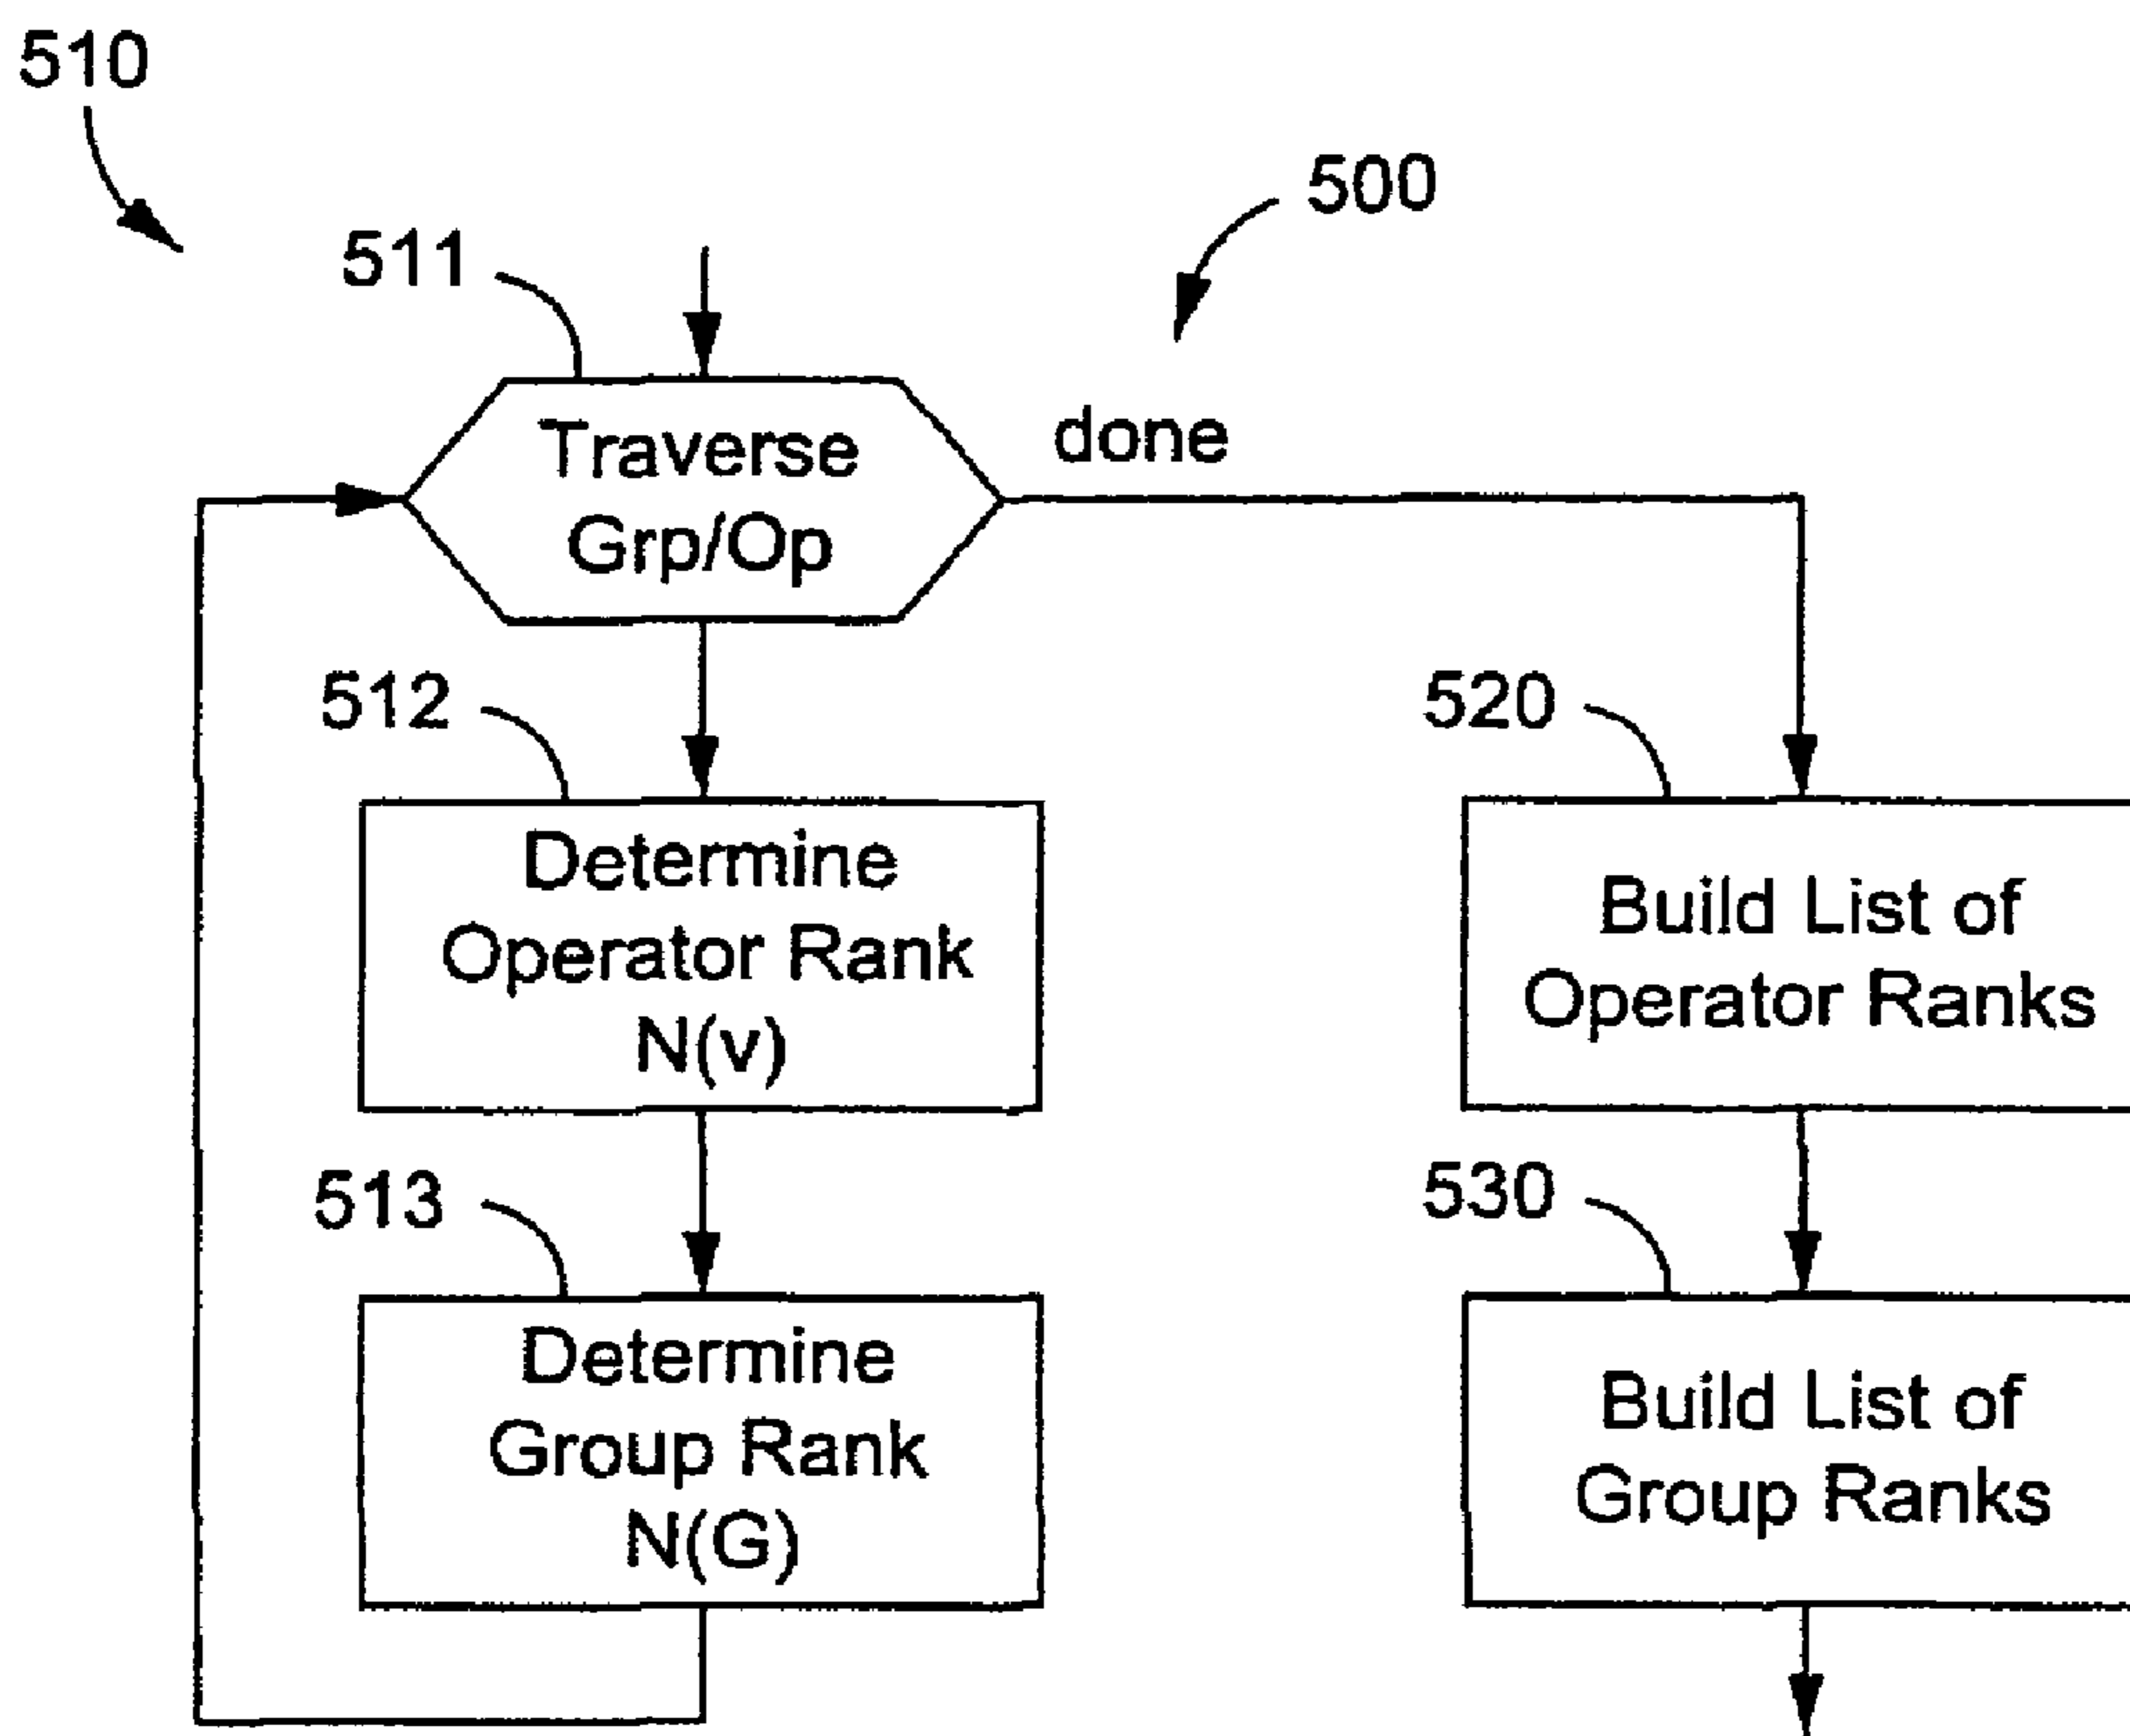 510
500
511
Traverse
Grp/Op
done
512
Determine
Operator Rank
N(v)
520
Build List of
Operator Ranks
513
Determine
Group Rank
N(G)
530
Build List of
Group Ranks